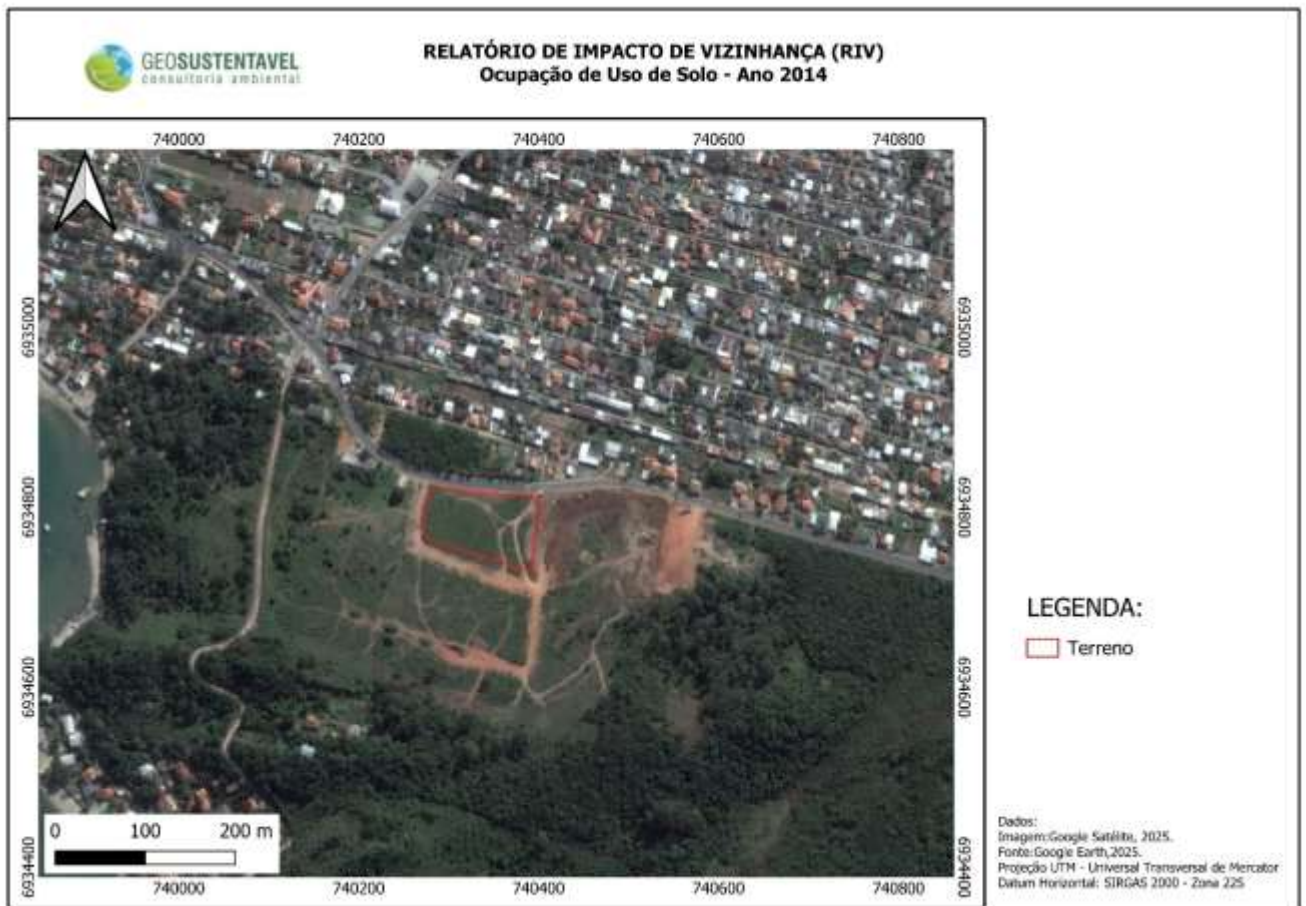 GEOSUSTENTAVEL
consultoria ambiental
RELATÓRIO DE IMPACTO DE VIZINHANÇA (RIV)
Ocupação de Uso de Solo - Ano 2014
740000 740200 740400 740600 740800
6935000 6935000
6934800 6934800
6934600 6934600
6934400 6934400
0 100 200 m
740000 740200 740400 740600 740800
LEGENDA:
Terreno
Dados:
Imagem:Google Satélite, 2025.
Fonte:Google Earth,2025.
Projeção UTM - Universal Transversal de Mercator
Datum Horizontal: SIRGAS 2000 - Zona 22S